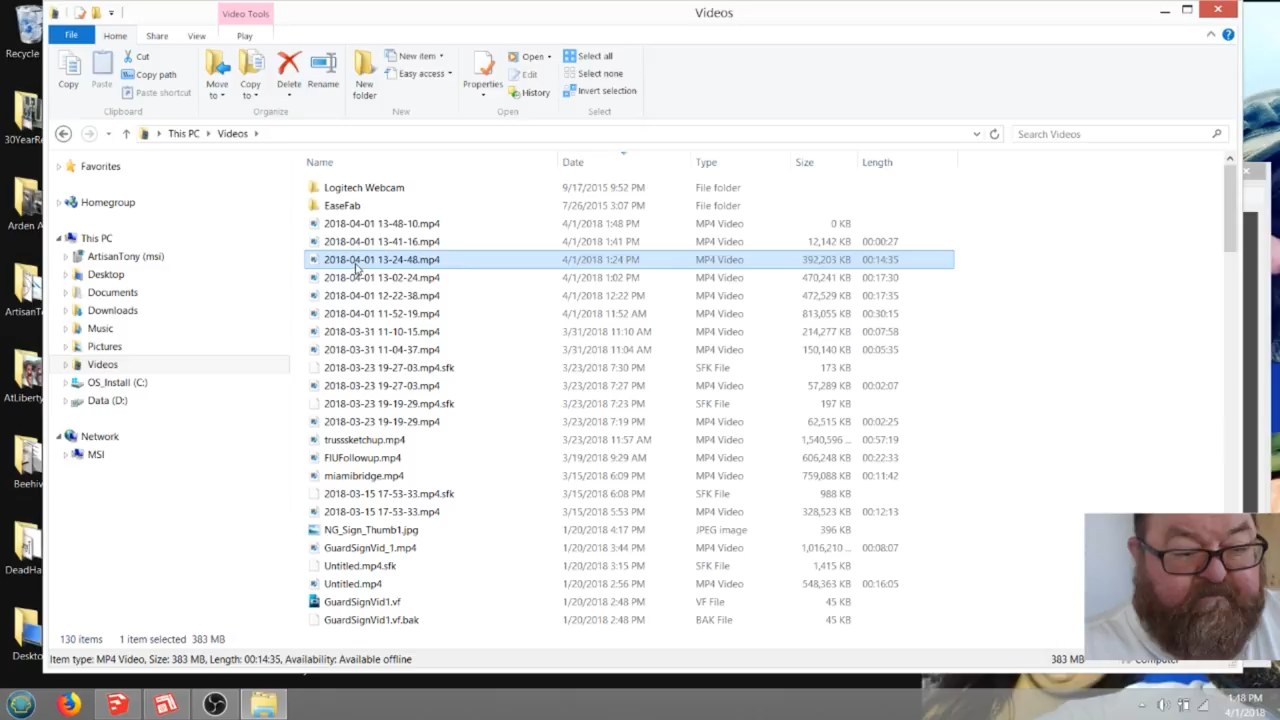 Video Tools
Videos
File
Home
Share
View
Play
Copy
Paste
Cut
Copy path
Paste shortcut
Clipboard
Move to
Copy to
Delete
Rename
Organize
New folder
New item
Easy access
New
Properties
Open
Edit
History
Open
Select all
Select none
Invert selection
Select
This PC
Videos
Search Videos
Name Date Type Size Length
Favorites
Homegroup
This PC
ArtisanTony (msi)
Desktop
Documents
Downloads
Music
Pictures
Videos
OS_Install (C:)
Data (D:)
Network
MSI
Logitech Webcam 9/17/2015 9:52 PM File folder
EaseFab 7/26/2015 3:07 PM File folder
2018-04-01 13-48-10.mp4 4/1/2018 1:48 PM MP4 Video 0 KB
2018-04-01 13-41-16.mp4 4/1/2018 1:41 PM MP4 Video 12,142 KB 00:00:27
2018-04-01 13-24-48.mp4 4/1/2018 1:24 PM MP4 Video 392,203 KB 00:14:35
2018-04-01 13-02-24.mp4 4/1/2018 1:02 PM MP4 Video 470,241 KB 00:17:30
2018-04-01 12-22-38.mp4 4/1/2018 12:22 PM MP4 Video 472,529 KB 00:17:35
2018-04-01 11-52-19.mp4 4/1/2018 11:52 AM MP4 Video 813,055 KB 00:30:15
2018-03-31 11-10-15.mp4 3/31/2018 11:10 AM MP4 Video 214,277 KB 00:07:58
2018-03-31 11-04-37.mp4 3/31/2018 11:04 AM MP4 Video 150,140 KB 00:05:35
2018-03-23 19-27-03.mp4.sfk 3/23/2018 7:30 PM SFK File 173 KB
2018-03-23 19-27-03.mp4 3/23/2018 7:27 PM MP4 Video 57,289 KB 00:02:07
2018-03-23 19-19-29.mp4.sfk 3/23/2018 7:23 PM SFK File 197 KB
2018-03-23 19-19-29.mp4 3/23/2018 7:19 PM MP4 Video 62,515 KB 00:02:25
trusssketchup.mp4 3/23/2018 11:57 AM MP4 Video 1,540,596 ... 00:57:19
FIUFollowup.mp4 3/19/2018 9:29 AM MP4 Video 606,248 KB 00:22:33
miamibridge.mp4 3/15/2018 6:09 PM MP4 Video 759,088 KB 00:11:42
2018-03-15 17-53-33.mp4.sfk 3/15/2018 6:08 PM SFK File 988 KB
2018-03-15 17-53-33.mp4 3/15/2018 5:53 PM MP4 Video 328,523 KB 00:12:13
NG_Sign_Thumb1.jpg 1/20/2018 4:17 PM JPEG image 396 KB
GuardSignVid_1.mp4 1/20/2018 3:44 PM MP4 Video 1,016,210 ... 00:08:07
Untitled.mp4.sfk 1/20/2018 3:15 PM SFK File 1,415 KB
Untitled.mp4 1/20/2018 2:56 PM MP4 Video 548,363 KB 00:16:05
GuardSignVid1.vf 1/20/2018 2:48 PM VF File 45 KB
GuardSignVid1.vf.bak 1/20/2018 2:48 PM BAK File 45 KB
130 items 1 item selected 383 MB
Item type: MP4 Video, Size: 383 MB, Length: 00:14:35, Availability: Available offline
383 MB
Computer
Recycle
30YearR
Arden A
ArtisanT
AtLiberty
Beehiv
DeadHa
Deskto
1:48 PM
4/1/2018